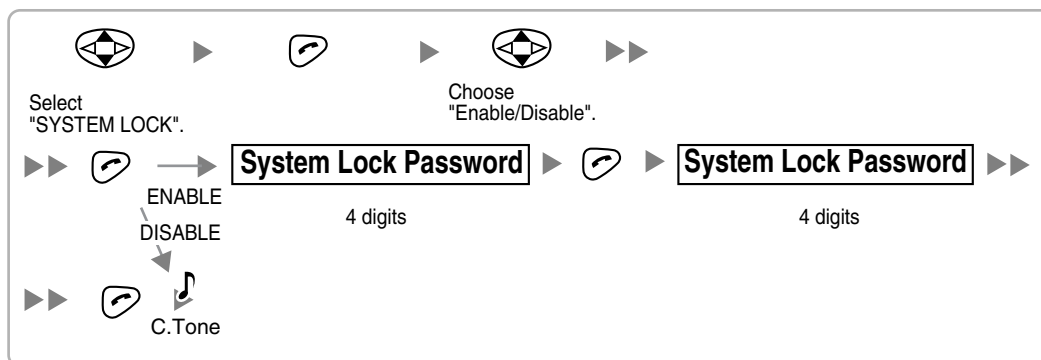 Select
"SYSTEM LOCK".
Choose
"Enable/Disable".
System Lock Password
System Lock Password
ENABLE
4 digits
4 digits
DISABLE
C.Tone